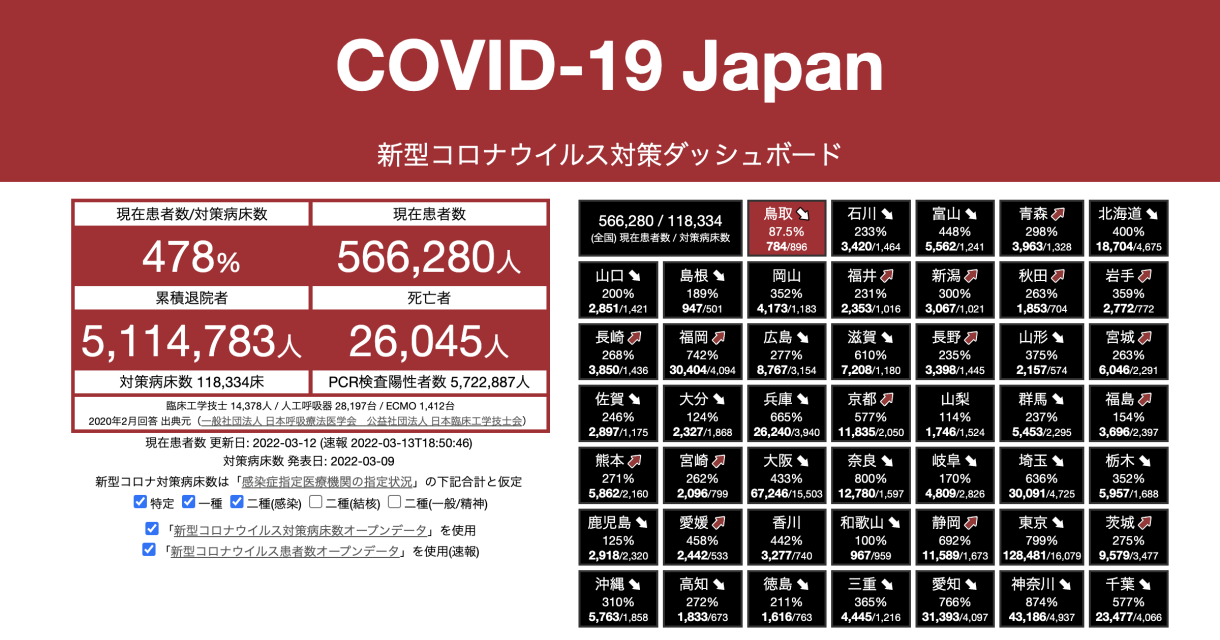 COVID-19 Japan
新型コロナウイルス対策ダッシュボード
現在患者数/対策病床数
現在患者数
478%
566,280人
累積退院者
死亡者
5,114,783人
26,045人
対策病床数 118,334床
PCR検査陽性者数 5,722,887人
臨床工学技士 14,378人 / 人工呼吸器 28,197台 / ECMO 1,412台
2020年2月回答 出典元（一般社団法人 日本呼吸療法医学会　公益社団法人 日本臨床工学技士会）
現在患者数 更新日: 2022-03-12 (速報 2022-03-13T18:50:46)
対策病床数 発表日: 2022-03-09
新型コロナ対策病床数は「感染症指定医療機関の指定状況」の下記合計と仮定
特定 一種 二種(感染) 二種(結核) 二種(一般/精神)
「新型コロナウイルス対策病床数オープンデータ」を使用
「新型コロナウイルス患者数オープンデータ」を使用(速報)
566,280 / 118,334
(全国) 現在患者数 / 対策病床数
鳥取
87.5%
784/896
石川
233%
3,420/1,464
富山
448%
5,562/1,241
青森
298%
3,963/1,328
北海道
400%
18,704/4,675
山口
200%
2,851/1,421
島根
189%
947/501
岡山
352%
4,173/1,183
福井
231%
2,353/1,016
新潟
300%
3,067/1,021
秋田
263%
1,853/704
岩手
359%
2,772/772
長崎
268%
3,850/1,436
福岡
742%
30,404/4,094
広島
277%
8,767/3,154
滋賀
610%
7,208/1,180
長野
235%
3,398/1,445
山形
375%
2,157/574
宮城
263%
6,046/2,291
佐賀
246%
2,897/1,175
大分
124%
2,327/1,868
兵庫
665%
26,240/3,940
京都
577%
11,835/2,050
山梨
114%
1,746/1,524
群馬
237%
5,453/2,295
福島
154%
3,696/2,397
熊本
271%
5,862/2,160
宮崎
262%
2,096/799
大阪
433%
67,246/15,503
奈良
800%
12,780/1,597
岐阜
170%
4,809/2,826
埼玉
636%
30,091/4,725
栃木
352%
5,957/1,688
鹿児島
125%
2,918/2,320
愛媛
458%
2,442/533
香川
442%
3,277/740
和歌山
100%
967/959
静岡
692%
11,589/1,673
東京
799%
128,481/16,079
茨城
275%
9,579/3,477
沖縄
310%
5,763/1,858
高知
272%
1,833/673
徳島
211%
1,616/763
三重
365%
4,445/1,216
愛知
766%
31,393/4,097
神奈川
874%
43,186/4,937
千葉
577%
23,477/4,066